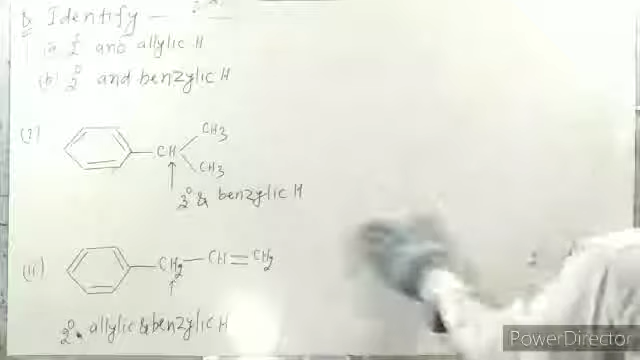 Q Identify —
(a) 2° and allylic H
(b) 2° and benzylic H
(I)
CH
CH3
CH3
3° & benzylic H
(II)
CH2 — CH = CH2
2°. allylic & benzylic H
PowerDirector